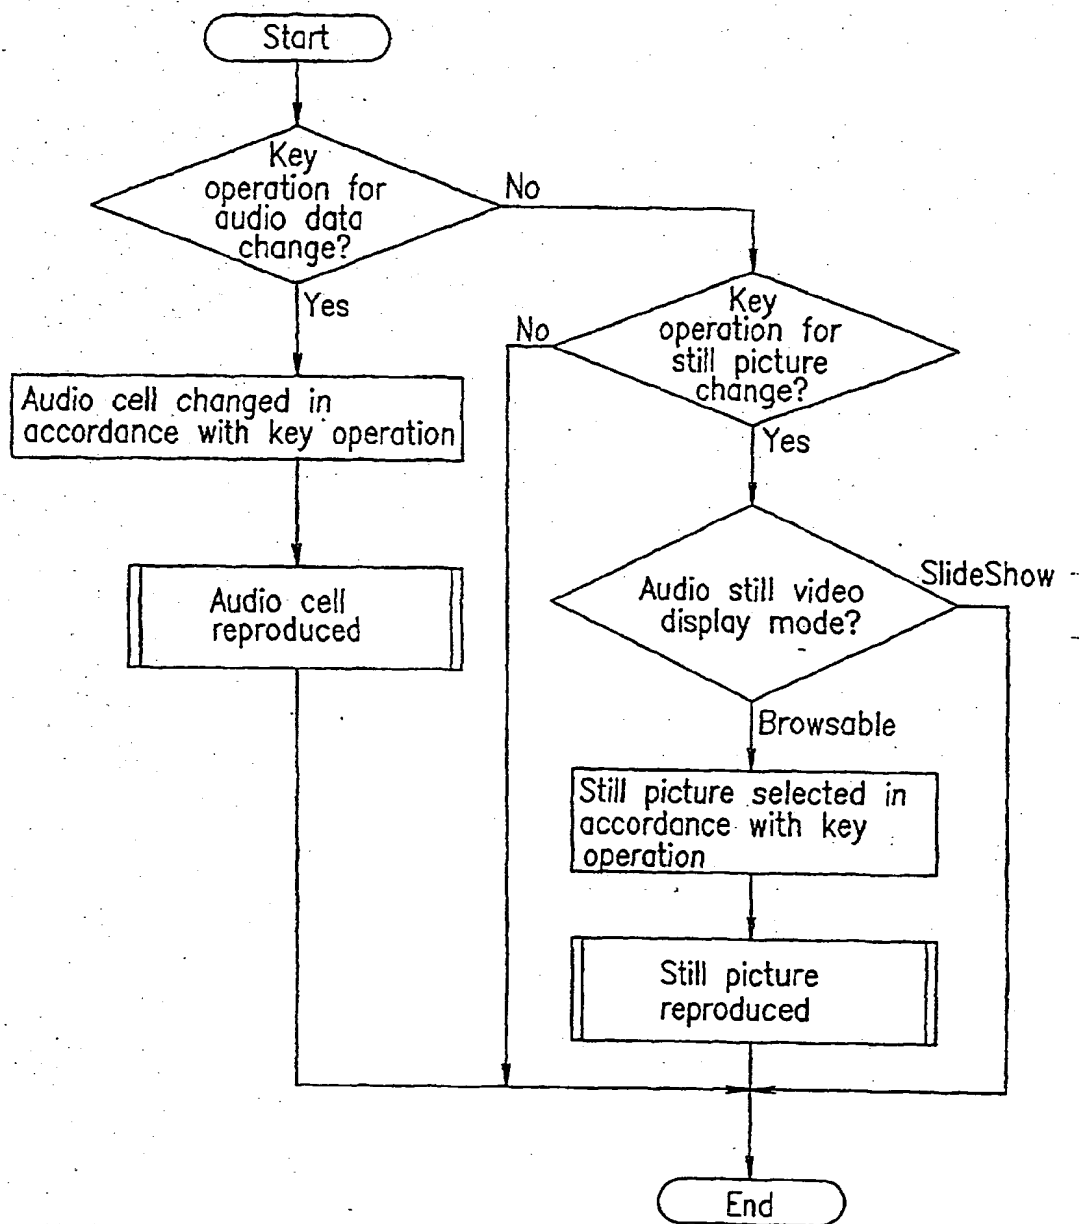 Start
Key
operation for
audio data
change?
No
Yes
Key
operation for
still picture
change?
No
Yes
Audio cell changed in
accordance with key operation
Audio cell
reproduced
Audio still video
display mode?
SlideShow
Browsable
Still picture selected in
accordance with key
operation
Still picture
reproduced
End